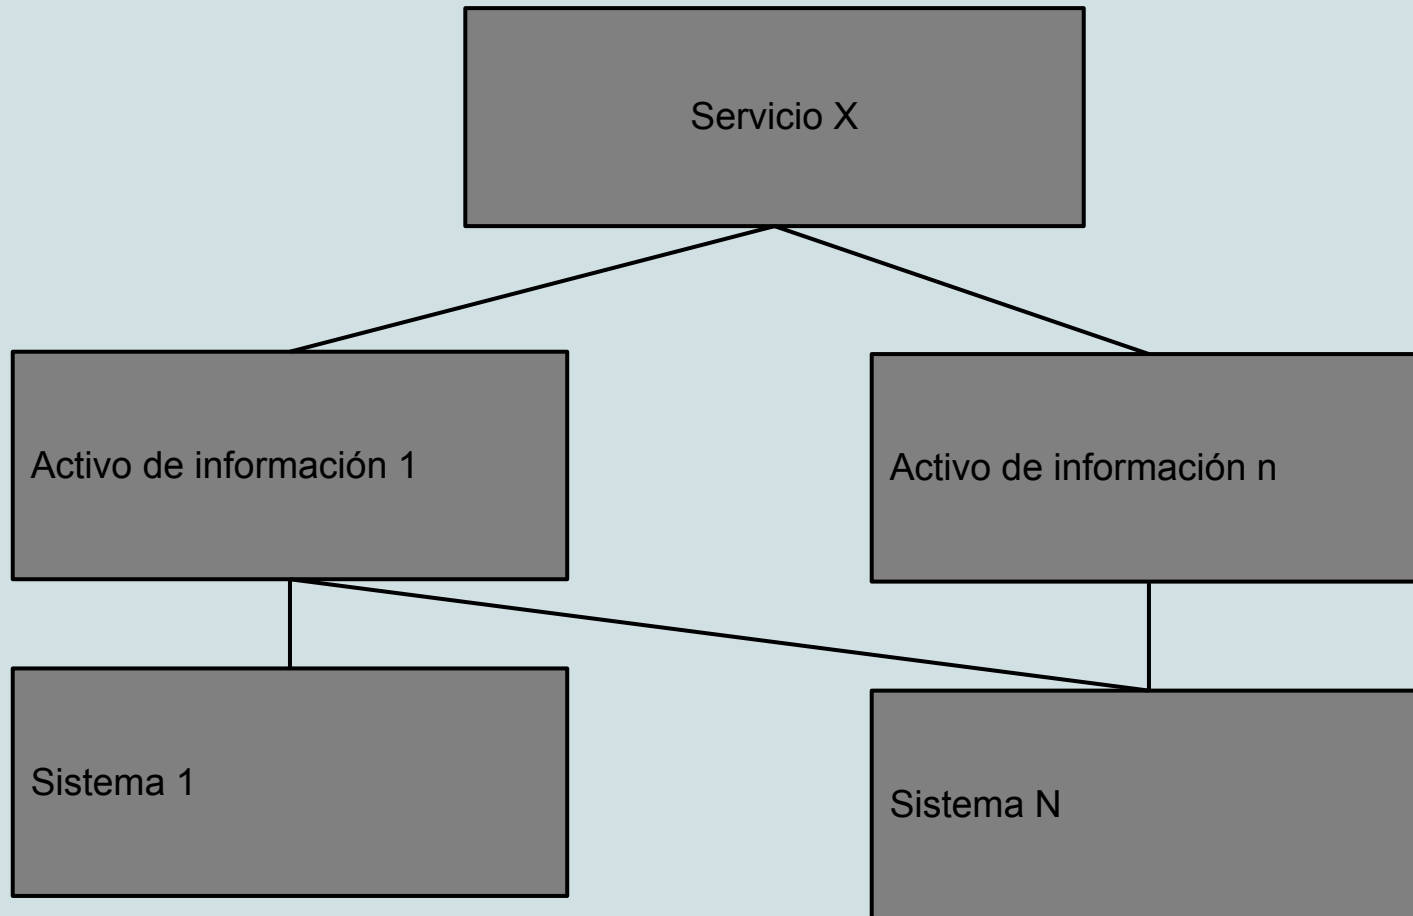 Servicio X
Activo de información 1
Activo de información n
Sistema 1
Sistema N